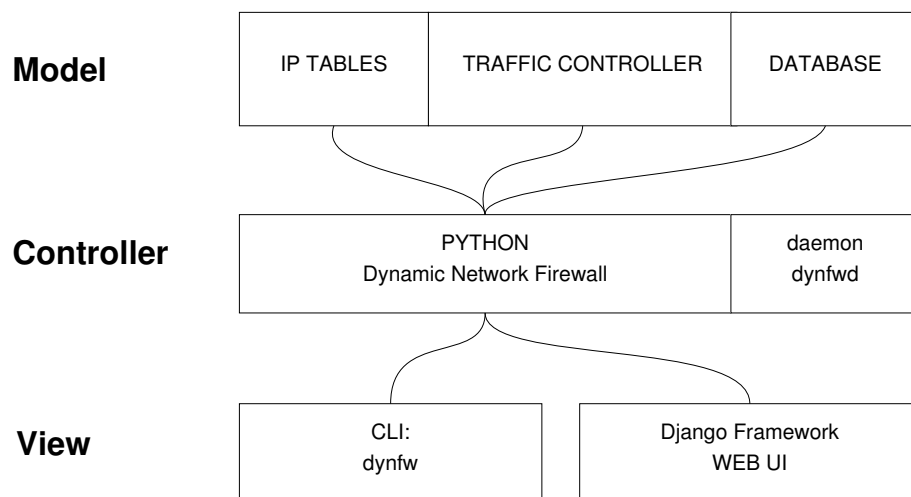 Model
IP TABLES
TRAFFIC CONTROLLER
DATABASE
Controller
PYTHON
Dynamic Network Firewall
daemon
dynfwd
View
CLI:
dynfw
Django Framework
WEB UI